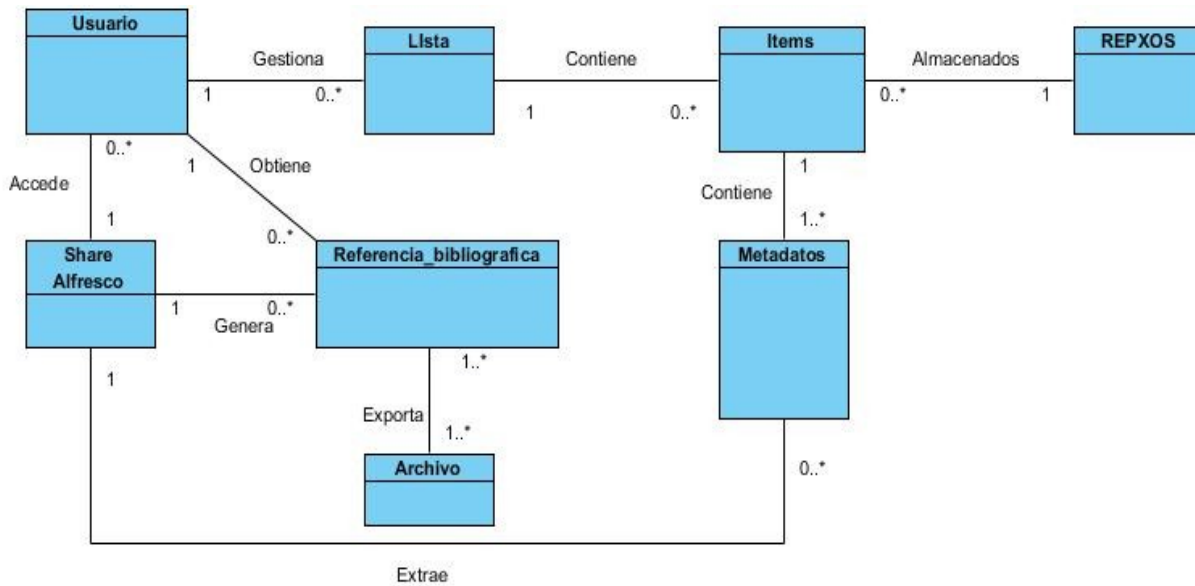 Usuario
LIsta
Items
REPXOS
Gestiona
Contiene
Almacenados
1
0..*
1
0..*
0..*
1
0..*
1
Obtiene
1
Accede
Contiene
1
0..*
1..*
Share
Alfresco
Referencia_bibliografica
Metadatos
1
0..*
Genera
1
1..*
Exporta
1..*
Archivo
0..*
Extrae